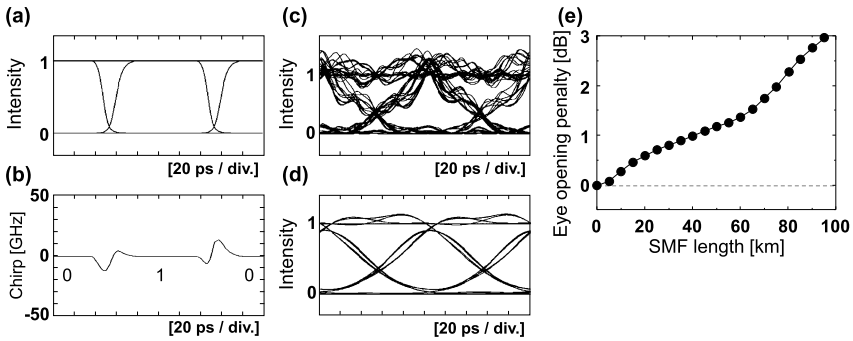 (a)
Intensity
1
0
[20 ps / div.]
(b)
Chirp [GHz]
50
0
-50
0 1 0
[20 ps / div.]
(c)
Intensity
1
0
[20 ps / div.]
(d)
Intensity
1
0
[20 ps / div.]
(e)
Eye opening penalty [dB]
3
2
1
0
0 20 40 60 80 100
SMF length [km]